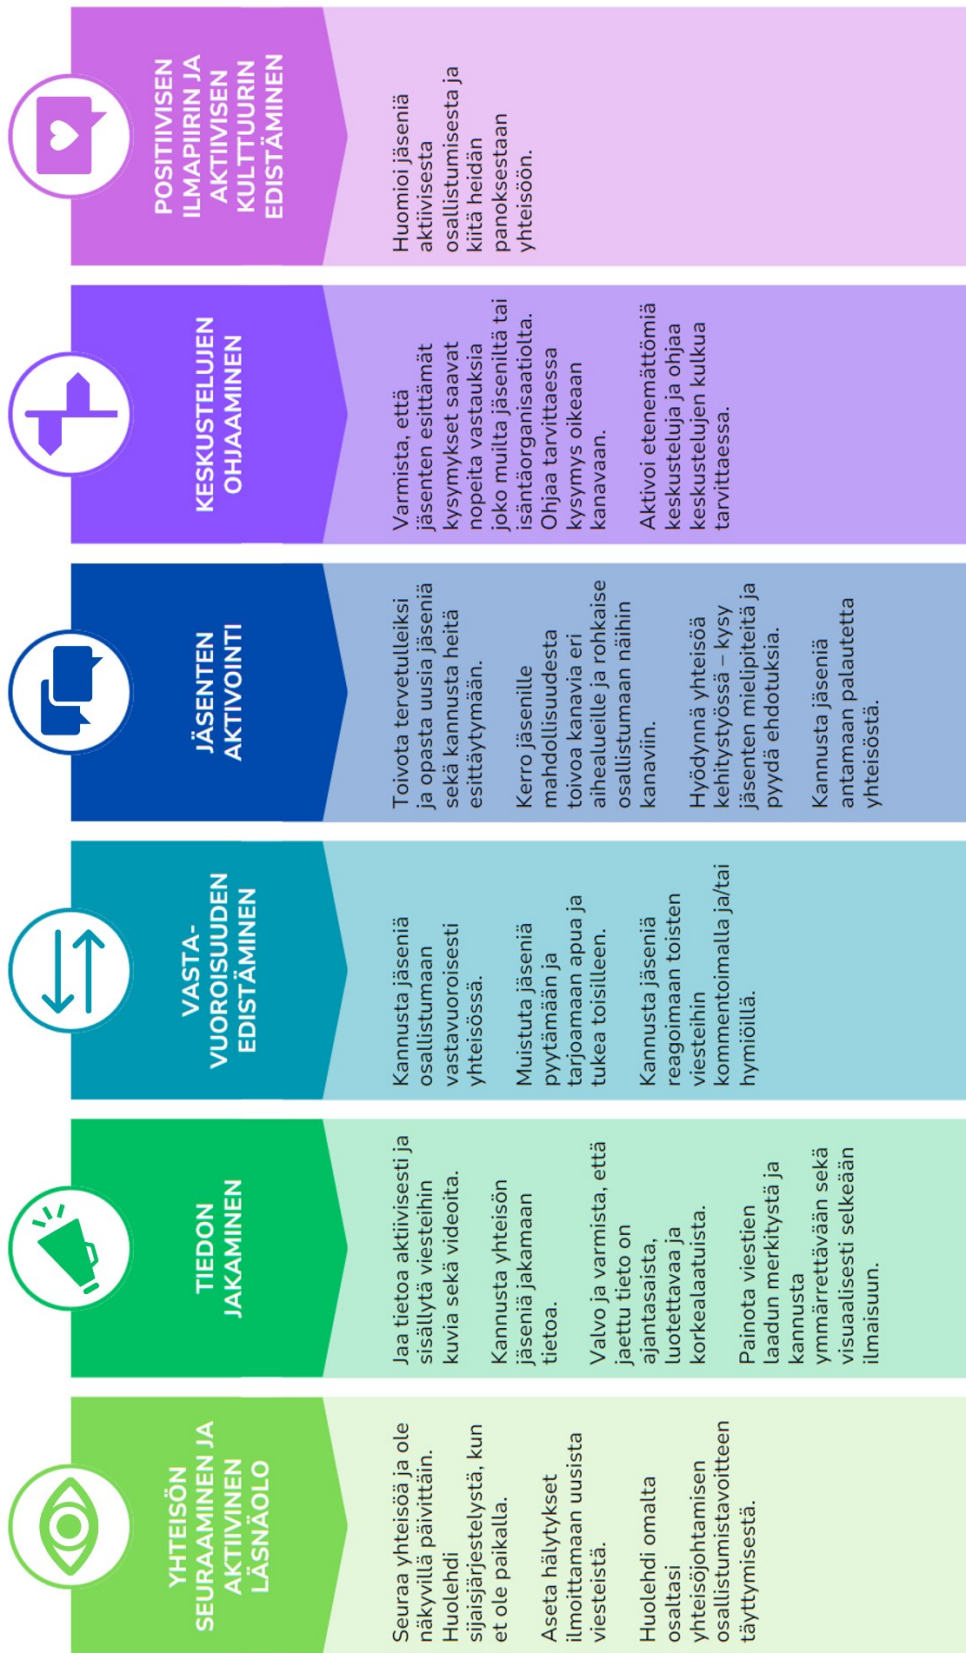 YHTEISÖN
SEURAAMINEN JA
AKTIIVINEN
LÄSNÄOLO
Seuraa yhteisöä ja ole
näkyvillä päivittäin.
Huolehdi
sijaisjärjestelystä, kun
et ole paikalla.
Aseta hälytykset
ilmoittamaan uusista
viesteistä.
Huolehdi omalta
osaltasi
yhteisöjohtamisen
osallistumistavoitteen
täyttymisestä.
TIEDON
JAKAMINEN
Jaa tietoa aktiivisesti ja
sisällytä viesteihin
kuvia sekä videoita.
Kannusta yhteisön
jäseniä jakamaan
tietoa.
Valvo ja varmista, että
jaettu tieto on
ajantasaista,
luotettavaa ja
korkealaatuista.
Painota viestien
laadun merkitystä ja
kannusta
ymmärrettävään sekä
visuaalisesti selkeään
ilmaisuun.
VASTA-
VUOROISUUDEN
EDISTÄMINEN
Kannusta jäseniä
osallistumaan
vastavuoroisesti
yhteisössä.
Muistuta jäseniä
pyytämään ja
tarjoamaan apua ja
tukea toisilleen.
Kannusta jäseniä
reagoimaan toisten
viesteihin
kommentoimalla ja/tai
hymiöillä.
JÄSENTEN
AKTIVOINTI
Toivota tervetulleiksi
ja opasta uusia jäseniä
sekä kannusta heitä
esittäytymään.
Kerro jäsenille
mahdollisuudesta
toivoa kanavia eri
aihealueille ja rohkaise
osallistumaan näihin
kanaviin.
Hyödynnä yhteisöä
kehitystyössä – kysy
jäsenten mielipiteitä ja
pyydä ehdotuksia.
Kannusta jäseniä
antamaan palautetta
yhteisöstä.
KESKUSTELUJEN
OHJAAMINEN
Varmista, että
jäsenten esittämät
kysymykset saavat
nopeita vastauksia
joko muilta jäseniltä tai
isäntäorganisaatiolta.
Ohjaa tarvittaessa
kysymys oikeaan
kanavaan.
Aktivoi etenemättömiä
keskusteluja ja ohjaa
keskustelujen kulkua
tarvittaessa.
POSITIIVISEN
ILMAPIIRIN JA
AKTIIVISEN
KULTTUURIN
EDISTÄMINEN
Huomioi jäseniä
aktiivisesta
osallistumisesta ja
kiitä heidän
panoksestaan
yhteisöön.